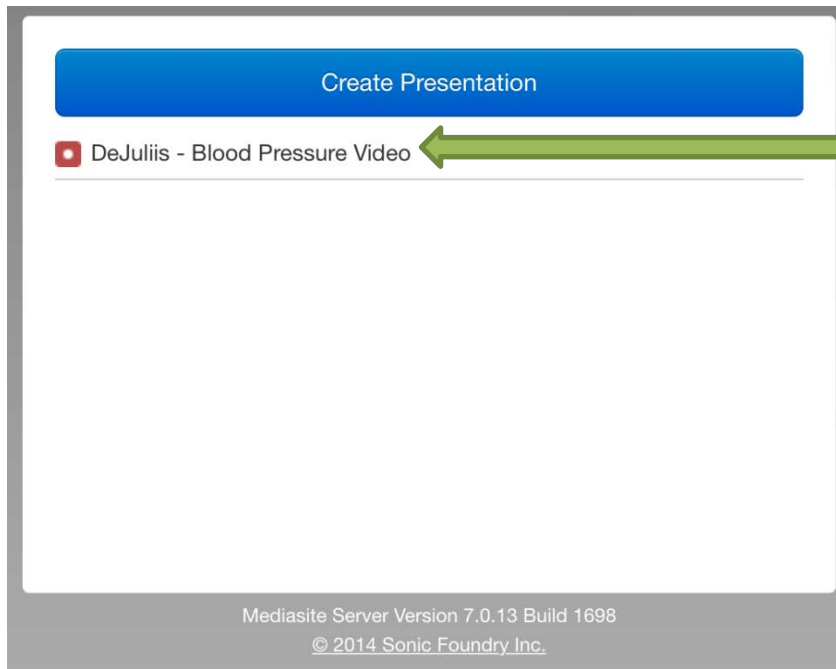 Create Presentation
DeJuliis - Blood Pressure Video
Mediasite Server Version 7.0.13 Build 1698
© 2014 Sonic Foundry Inc.